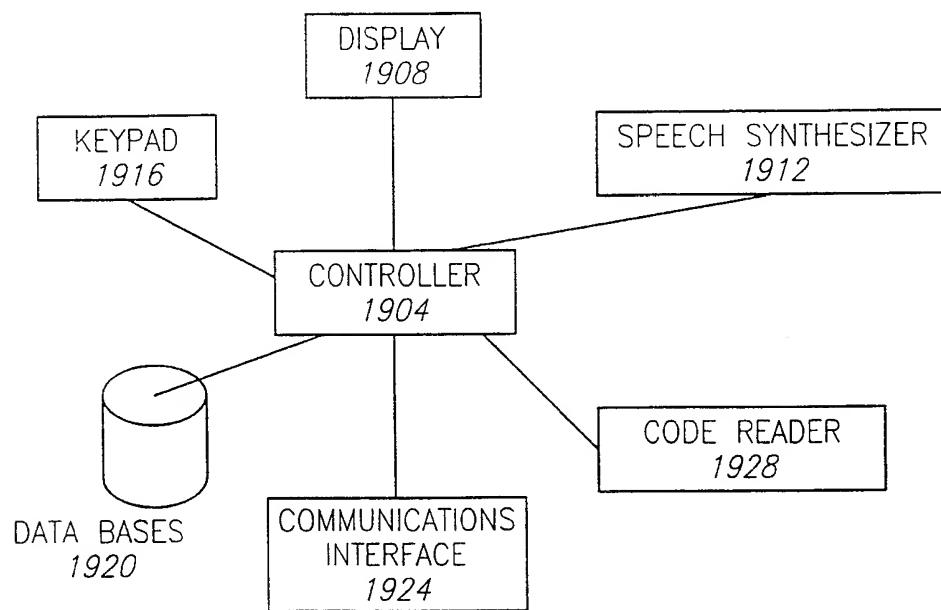 DISPLAY
1908
KEYPAD
1916
SPEECH SYNTHESIZER
1912
CONTROLLER
1904
CODE READER
1928
DATA BASES
1920
COMMUNICATIONS
INTERFACE
1924